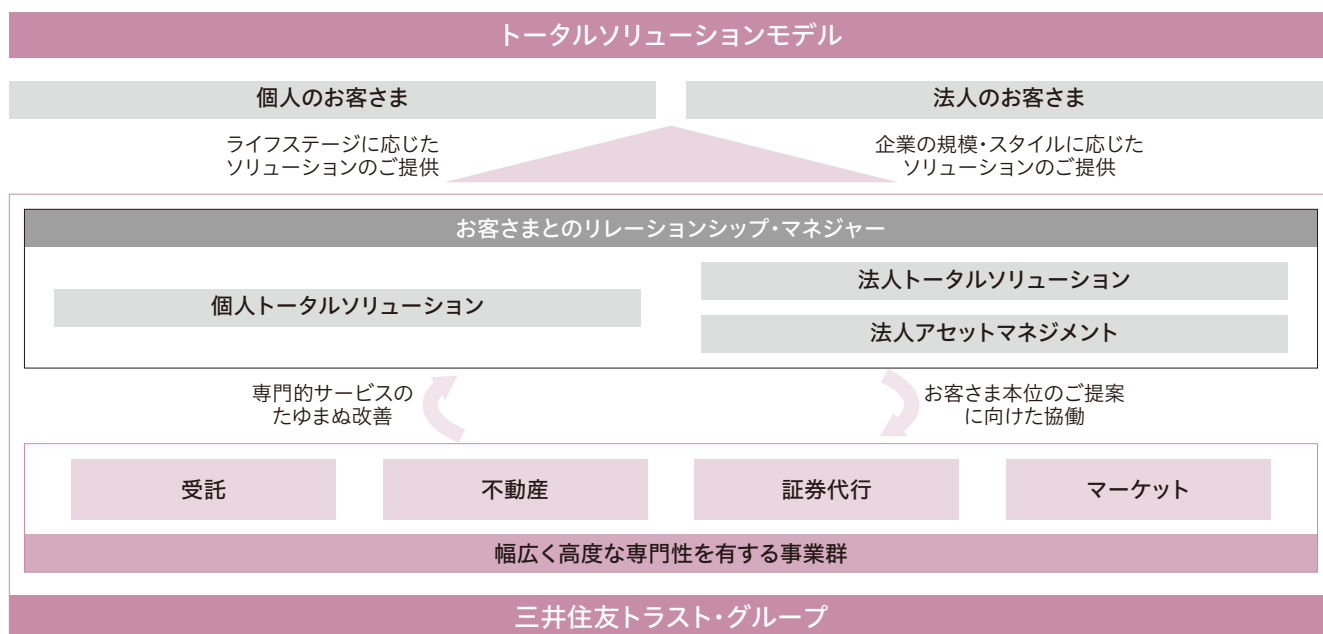 トータルソリューションモデル
個人のお客さま
法人のお客さま
ライフステージに応じた
ソリューションのご提供
企業の規模・スタイルに応じた
ソリューションのご提供
お客さまとのリレーションシップ・マネジャー
個人トータルソリューション
法人トータルソリューション
法人アセットマネジメント
専門的サービスの
たゆまぬ改善
お客さま本位のご提案
に向けた協働
受託
不動産
証券代行
マーケット
幅広く高度な専門性を有する事業群
三井住友トラスト・グループ